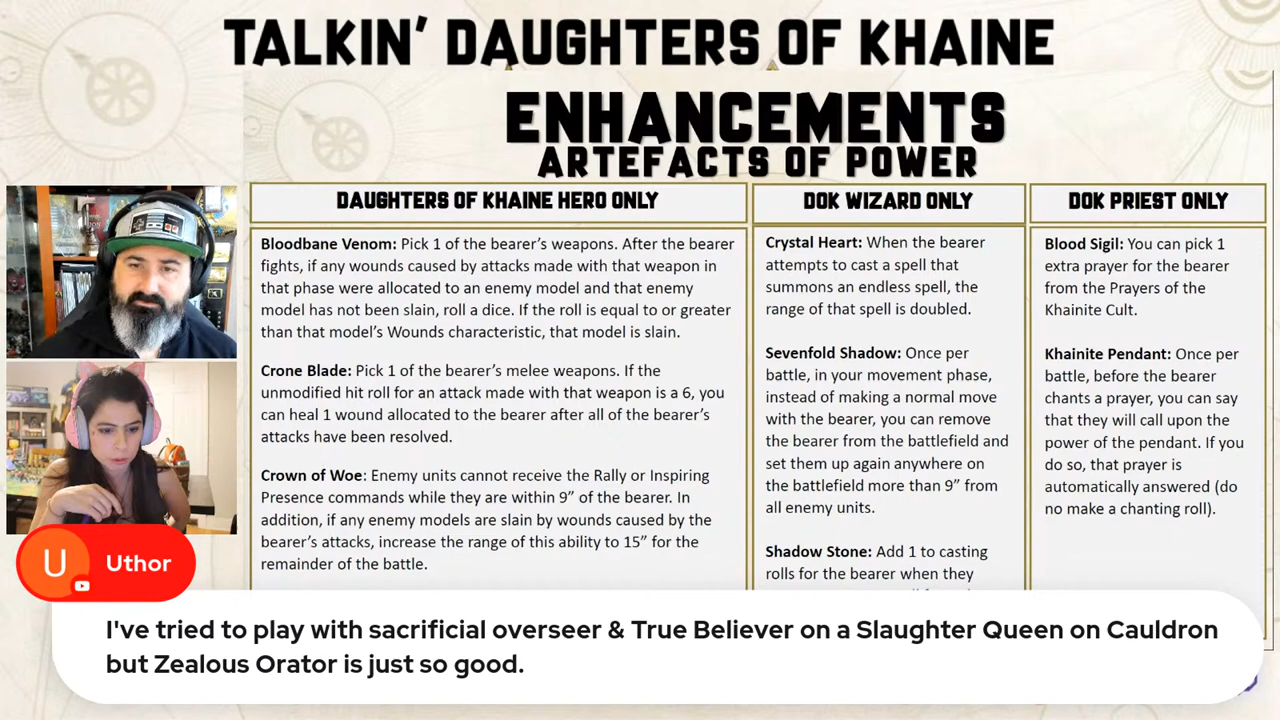 TALKIN' DAUGHTERS OF KHAINE
ENHANCEMENTS
ARTEFACTS OF POWER
DAUGHTERS OF KHAINE HERO ONLY
Bloodbane Venom: Pick 1 of the bearer's weapons. After the bearer
fights, if any wounds caused by attacks made with that weapon in
that phase were allocated to an enemy model and that enemy
model has not been slain, roll a dice. If the roll is equal to or greater
than that model's Wounds characteristic, that model is slain.
Crone Blade: Pick 1 of the bearer's melee weapons. If the
unmodified hit roll for an attack made with that weapon is a 6, you
can heal 1 wound allocated to the bearer after all of the bearer's
attacks have been resolved.
Crown of Woe: Enemy units cannot receive the Rally or Inspiring
Presence commands while they are within 9" of the bearer. In
addition, if any enemy models are slain by wounds caused by the
bearer's attacks, increase the range of this ability to 15" for the
remainder of the battle.
DOK WIZARD ONLY
Crystal Heart: When the bearer
attempts to cast a spell that
summons an endless spell, the
range of that spell is doubled.
Sevenfold Shadow: Once per
battle, in your movement phase,
instead of making a normal move
with the bearer, you can remove
the bearer from the battlefield and
set them up again anywhere on
the battlefield more than 9" from
all enemy units.
Shadow Stone: Add 1 to casting
rolls for the bearer when they
DOK PRIEST ONLY
Blood Sigil: You can pick 1
extra prayer for the bearer
from the Prayers of the
Khainite Cult.
Khainite Pendant: Once per
battle, before the bearer
chants a prayer, you can say
that they will call upon the
power of the pendant. If you
do so, that prayer is
automatically answered (do
no make a chanting roll).
U
Uthor
I've tried to play with sacrificial overseer & True Believer on a Slaughter Queen on Cauldron
but Zealous Orator is just so good.